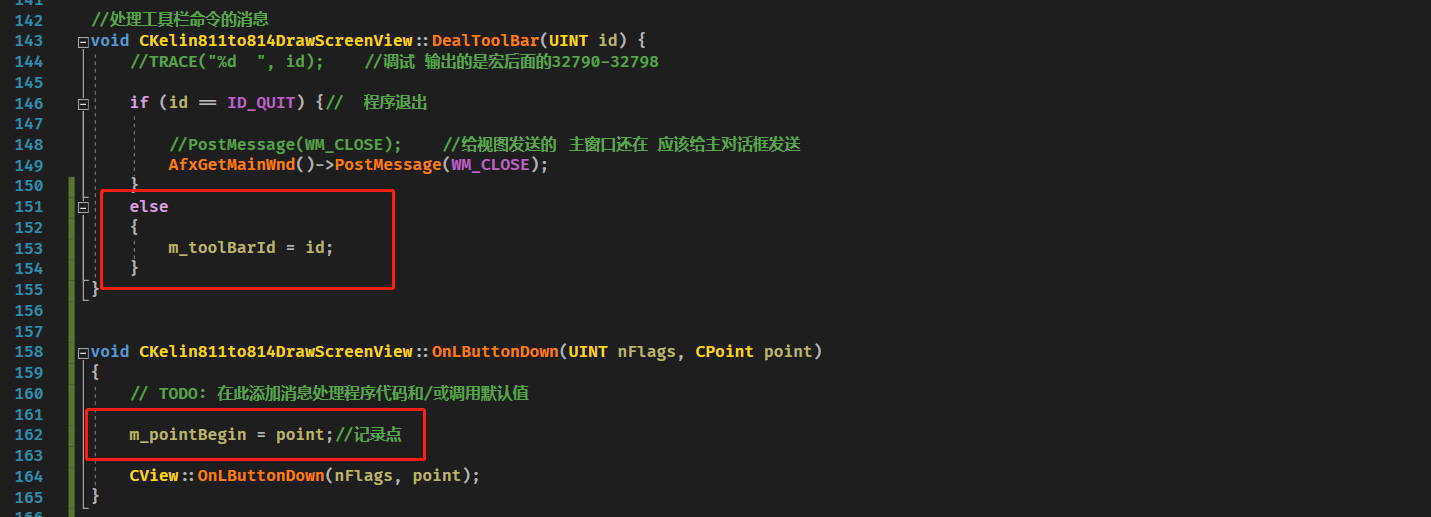 141
142 //处理工具栏命令的消息
143 void CKelin811to814DrawScreenView::DealToolBar(UINT id) {
144 //TRACE("%d  ", id);    //调试 输出的是宏后面的32790-32798
145
146 if (id == ID_QUIT) {//  程序退出
147
148 //PostMessage(WM_CLOSE);    //给视图发送的  主窗口还在 应该给主对话框发送
149 AfxGetMainWnd()->PostMessage(WM_CLOSE);
150 }
151 else
152 {
153 m_toolBarId = id;
154 }
155 }
156
157
158 void CKelin811to814DrawScreenView::OnLButtonDown(UINT nFlags, CPoint point)
159 {
160 // TODO: 在此添加消息处理程序代码和/或调用默认值
161
162 m_pointBegin = point;//记录点
163
164 CView::OnLButtonDown(nFlags, point);
165 }
166